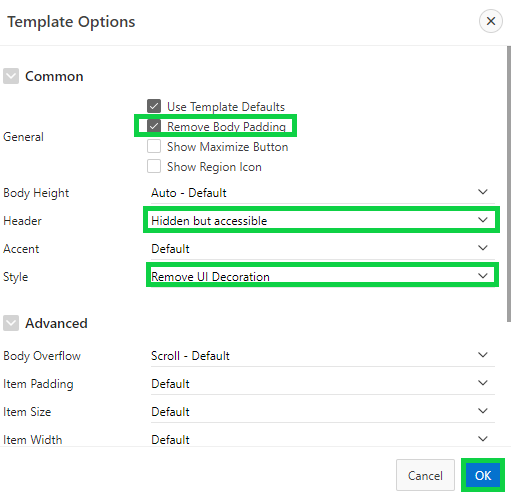 Template Options
Common
General
Use Template Defaults
Remove Body Padding
Show Maximize Button
Show Region Icon
Body Height Auto - Default
Header Hidden but accessible
Accent Default
Style Remove UI Decoration
Advanced
Body Overflow Scroll - Default
Item Padding Default
Item Size Default
Item Width Default
Cancel OK